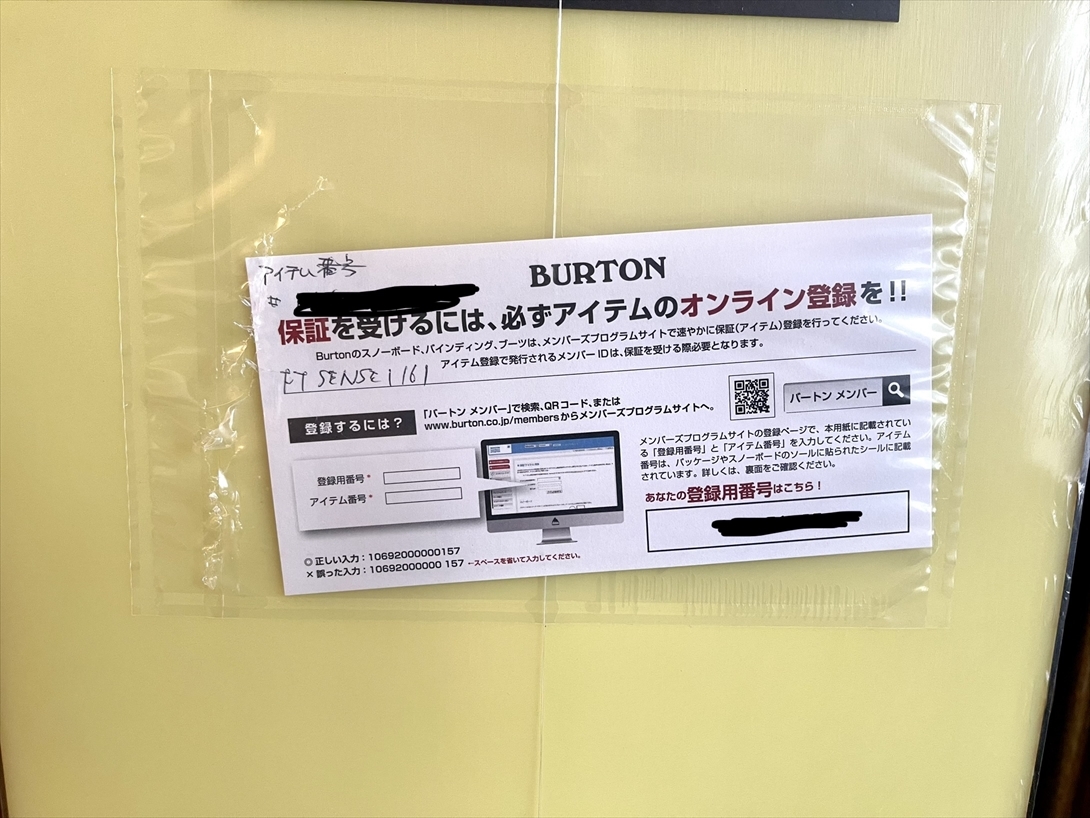 アイテム番号
#
BURTON
保証を受けるには、必ずアイテムのオンライン登録を!!
Burtonのスノーボード、バインディング、ブーツは、メンバーズプログラムサイトで速やかに保証(アイテム)登録を行ってください。
アイテム登録で発行されるメンバーIDは、保証を受ける際必要となります。
FT SENSEI 161
登録するには?
「バートン メンバー」で検索、QRコード、または
www.burton.co.jp/membersからメンバーズプログラムサイトへ。
バートン メンバー
登録用番号*
アイテム番号*
◎正しい入力:10692000000157
×誤った入力:10692000000 157 ←スペースを省いて入力してください。
メンバーズプログラムサイトの登録ページで、本用紙に記載されてい
る「登録用番号」と「アイテム番号」を入力してください。アイテム
番号は、パッケージやスノーボードのソールに貼られたシールに記載
されています。詳しくは、裏面をご確認ください。
あなたの登録用番号はこちら!